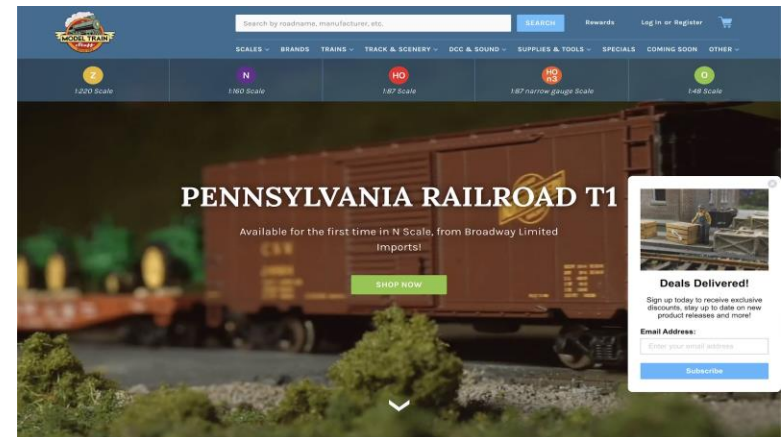 MODEL TRAIN
Stuff
Search by roadname, manufacturer, etc.
SEARCH
Rewards
Log In or Register
SCALES
BRANDS
TRAINS
TRACK & SCENERY
DCC & SOUND
SUPPLIES & TOOLS
SPECIALS
COMING SOON
OTHER
Z
1:220 Scale
N
1:160 Scale
HO
1:87 Scale
HO
n3
1:87 narrow gauge Scale
O
1:48 Scale
PENNSYLVANIA RAILROAD T1
Available for the first time in N Scale, from Broadway Limited
Imports!
SHOP NOW
Deals Delivered!
Sign up today to receive exclusive
discounts, stay up to date on new
product releases and more!
Email Address:
Enter your email address
Subscribe